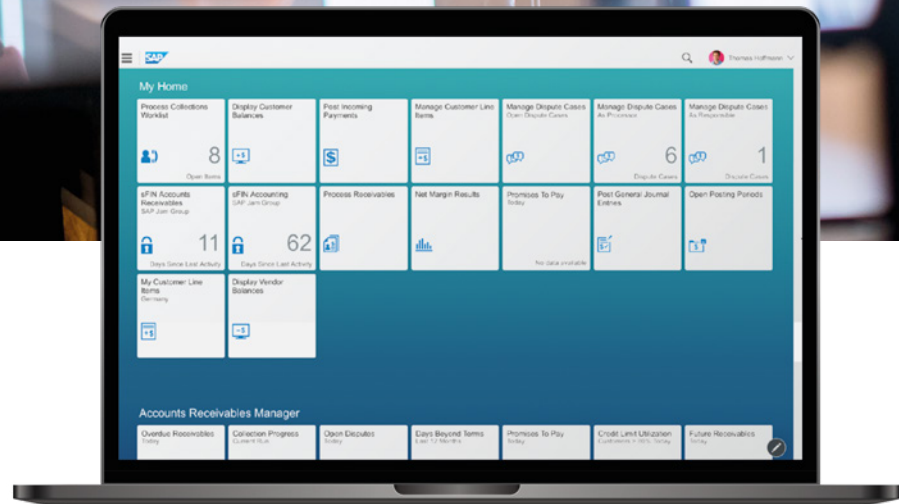 SAP
Thomas Hoffmann
My Home
Process Collections
Worklist
8
Open Items
Display Customer
Balances
Post Incoming
Payments
Manage Customer Line
Items
Manage Dispute Cases
Open Dispute Cases
Manage Dispute Cases
As Processor
6
Dispute Cases
Manage Dispute Cases
As Responsible
1
Dispute Cases
sFIN Accounts
Receivables
SAP Jam Group
11
Days Since Last Activity
sFIN Accounting
SAP Jam Group
62
Days Since Last Activity
Process Receivables
Net Margin Results
Promises To Pay
Today
No data available
Post General Journal
Entries
Open Posting Periods
My Customer Line
Items
Germany
Display Vendor
Balances
Accounts Receivables Manager
Overdue Receivables
Today
Collection Progress
Current Run
Open Disputes
Today
Days Beyond Terms
Last 12 Months
Promises To Pay
Today
Credit Limit Utilization
Future Receivables
Today